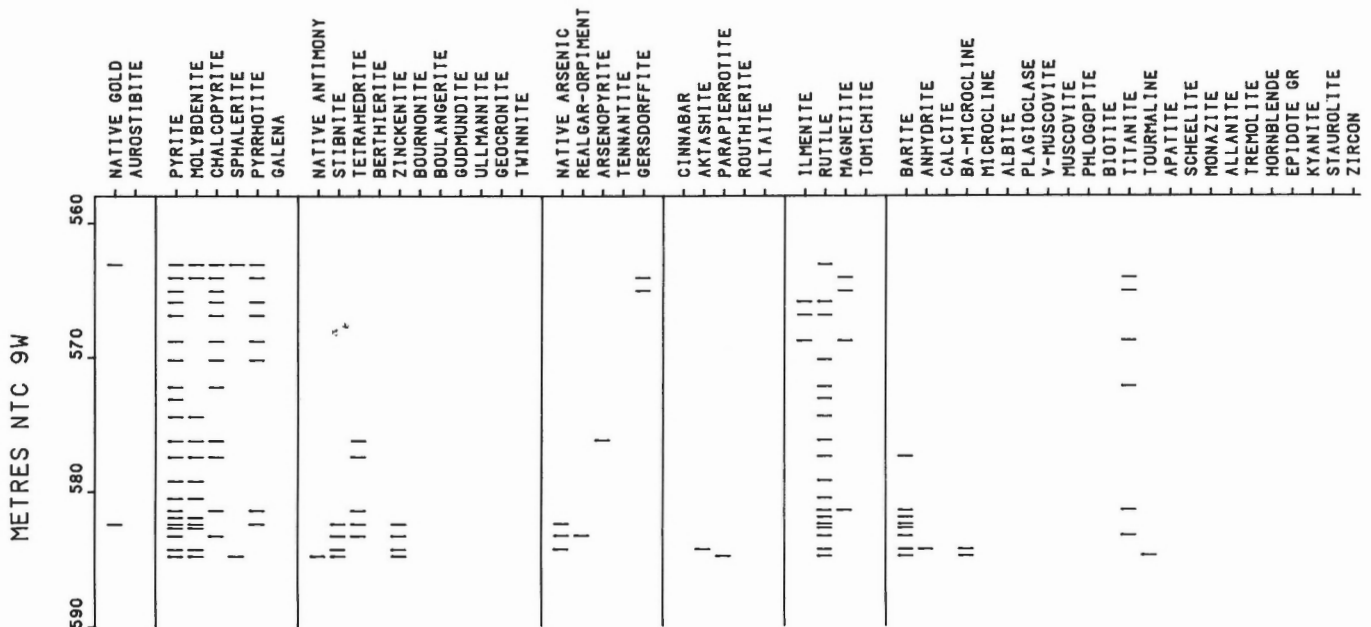 NATIVE GOLD
AUROSTIBITE
PYRITE
MOLYBDENITE
CHALCOPYRITE
SPHALERITE
PYRRHOTITE
GALENA
NATIVE ANTIMONY
STIBNITE
TETRAHEDRITE
BERTHIERITE
ZINCKENITE
BOURNONITE
BOULANGERITE
GUDMUNDITE
ULLMANNITE
GEOCRONITE
TWINNITE
NATIVE ARSENIC
REALGAR-ORPIMENT
ARSENOPYRITE
TENNANTITE
GERSDORFFITE
CINNABAR
AKTASHITE
PARAPIERROTITE
ROUTHIERITE
ALTAITE
ILMENITE
RUTILE
MAGNETITE
TOMICHITE
BARITE
ANHYDRITE
CALCITE
BA-MICROCLINE
MICROCLINE
ALBITE
PLAGIOCLASE
V-MUSCOVITE
MUSCOVITE
PHLOGOPITE
BIOTITE
TITANITE
TOURMALINE
APATITE
SCHEELITE
MONAZITE
ALLANITE
TREMOLITE
HORNBLENDE
EPIDOTE GR
KYANITE
STAUROLITE
ZIRCON
METRES NTC 9W
560
570
580
590